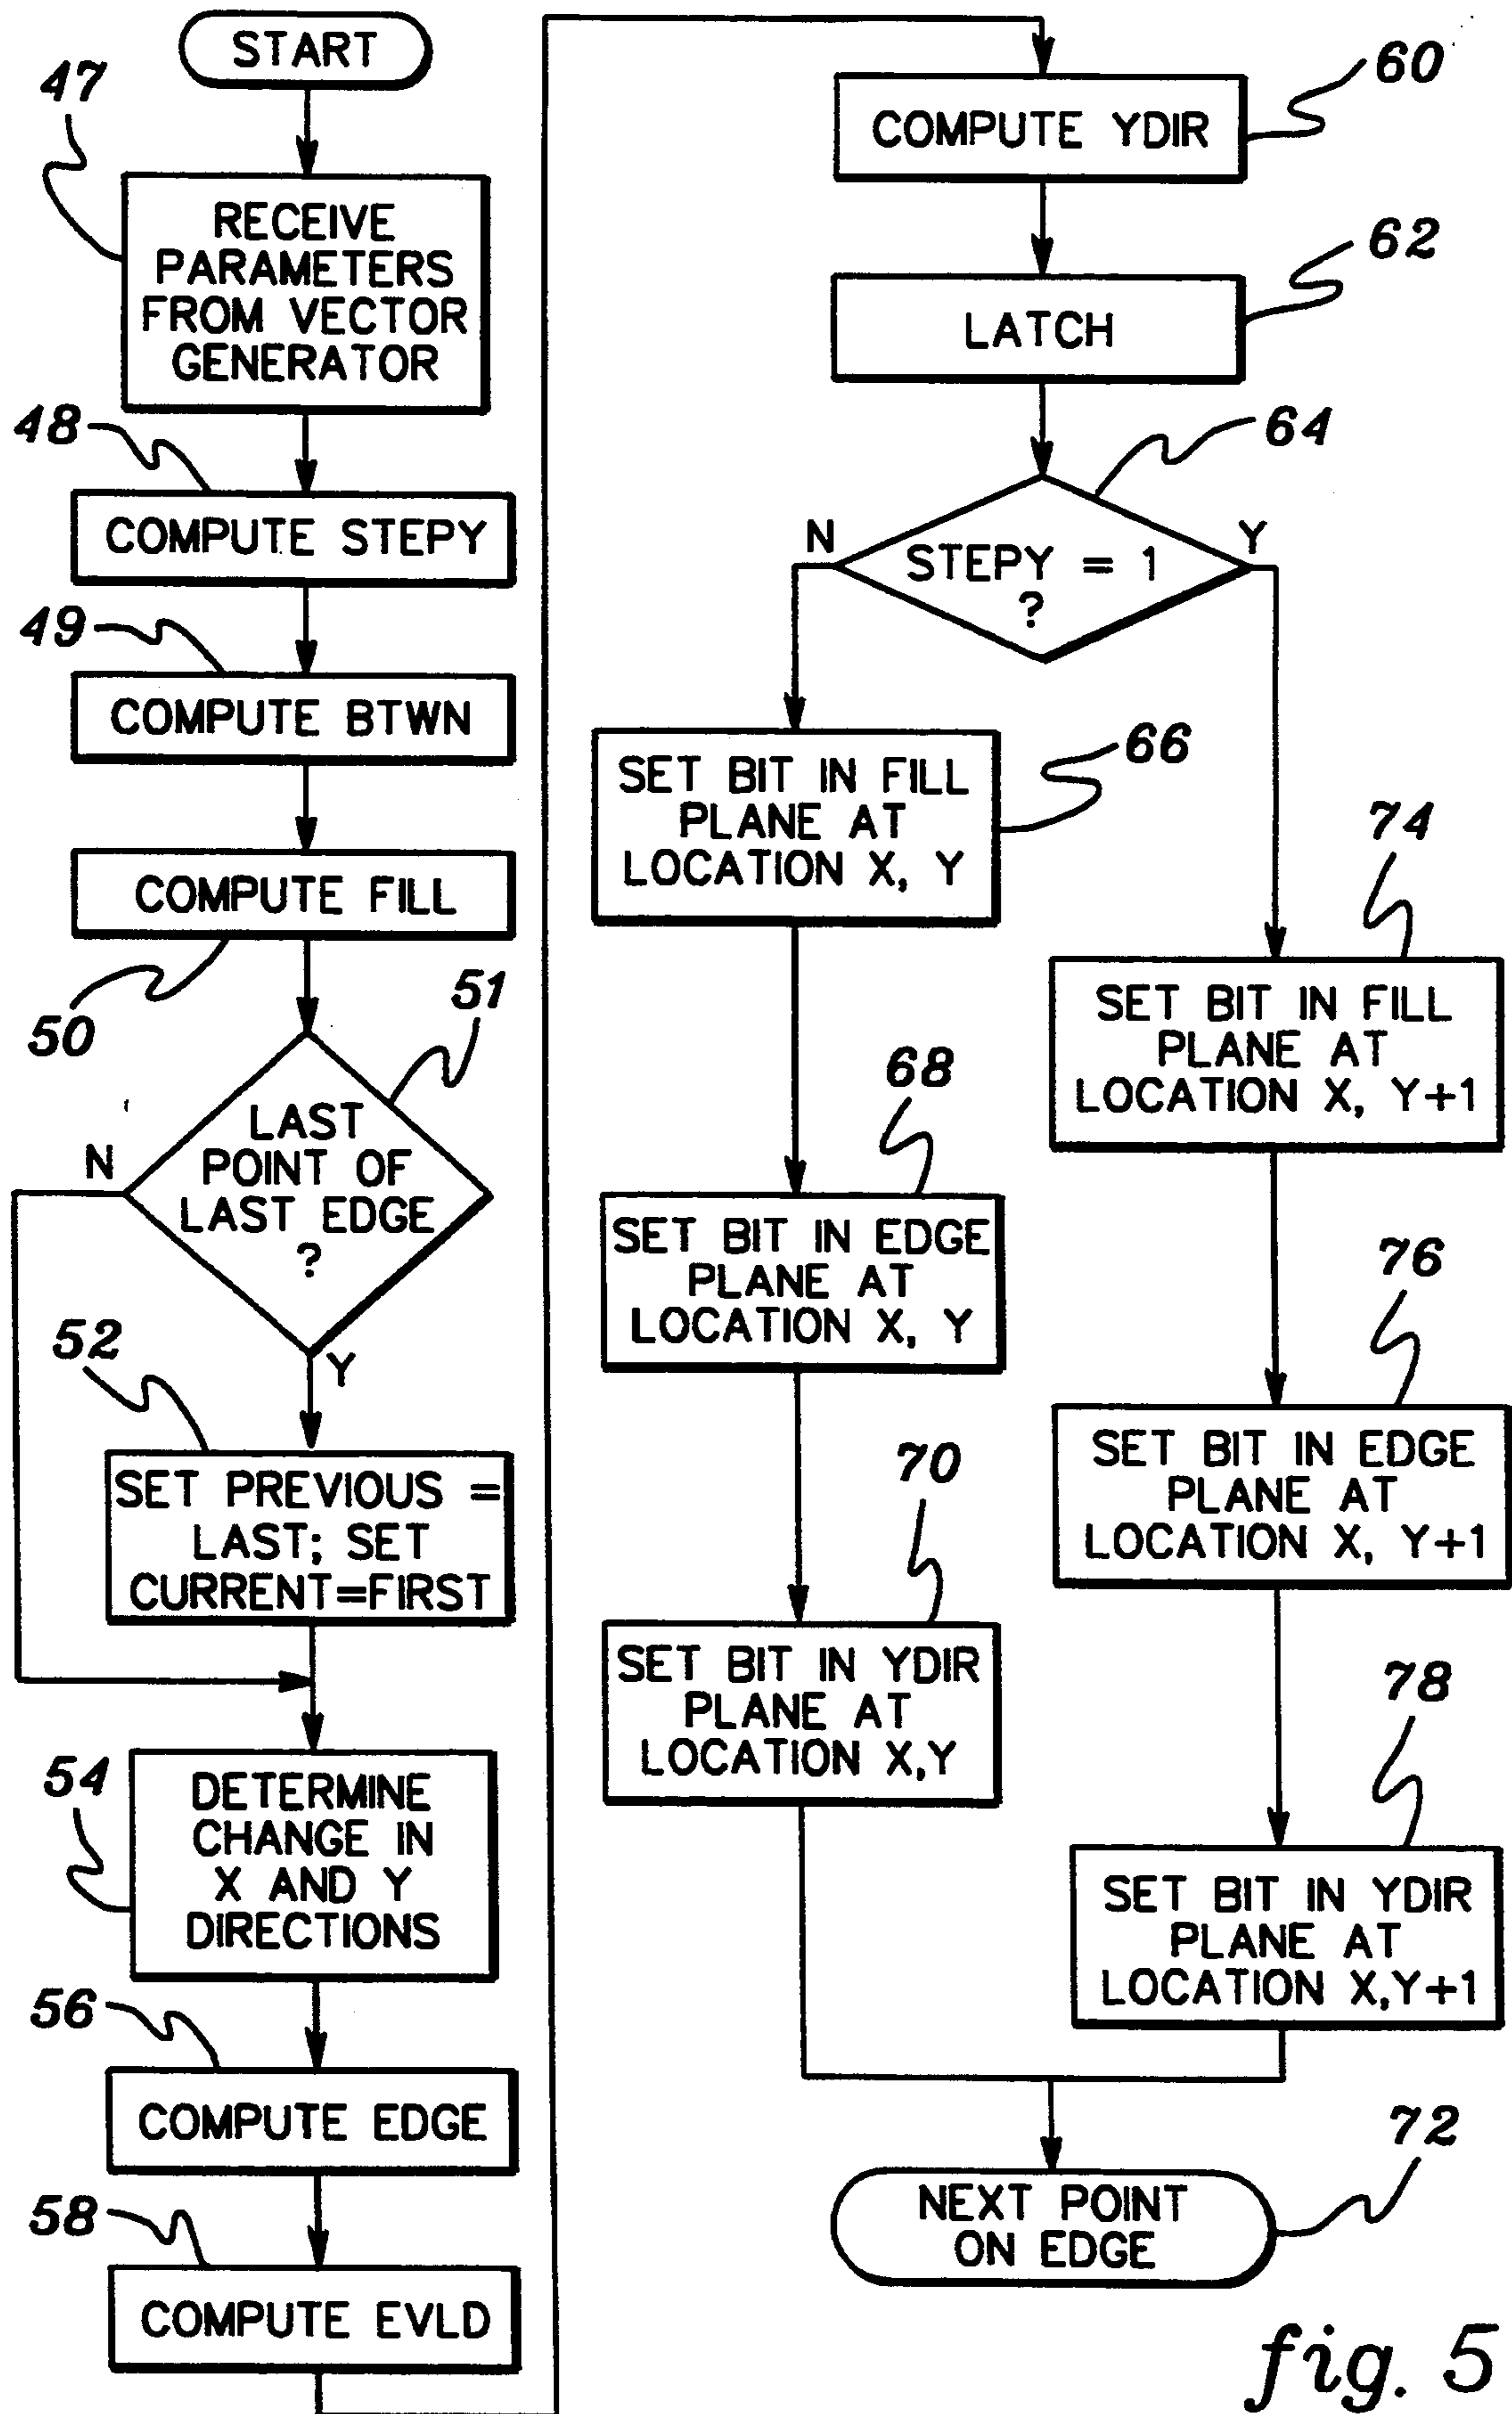 START
47
RECEIVE
PARAMETERS
FROM VECTOR
GENERATOR
48
COMPUTE STEPY
49
COMPUTE BTWN
COMPUTE FILL
50
51
LAST
POINT OF
LAST EDGE
?
N
Y
52
SET PREVIOUS =
LAST; SET
CURRENT=FIRST
54
DETERMINE
CHANGE IN
X AND Y
DIRECTIONS
56
COMPUTE EDGE
58
COMPUTE EVLD
60
COMPUTE YDIR
62
LATCH
64
N
Y
STEPY = 1
?
66
SET BIT IN FILL
PLANE AT
LOCATION X, Y
68
SET BIT IN EDGE
PLANE AT
LOCATION X, Y
70
SET BIT IN YDIR
PLANE AT
LOCATION X,Y
74
SET BIT IN FILL
PLANE AT
LOCATION X, Y+1
76
SET BIT IN EDGE
PLANE AT
LOCATION X, Y+1
78
SET BIT IN YDIR
PLANE AT
LOCATION X,Y+1
72
NEXT POINT
ON EDGE
fig. 5